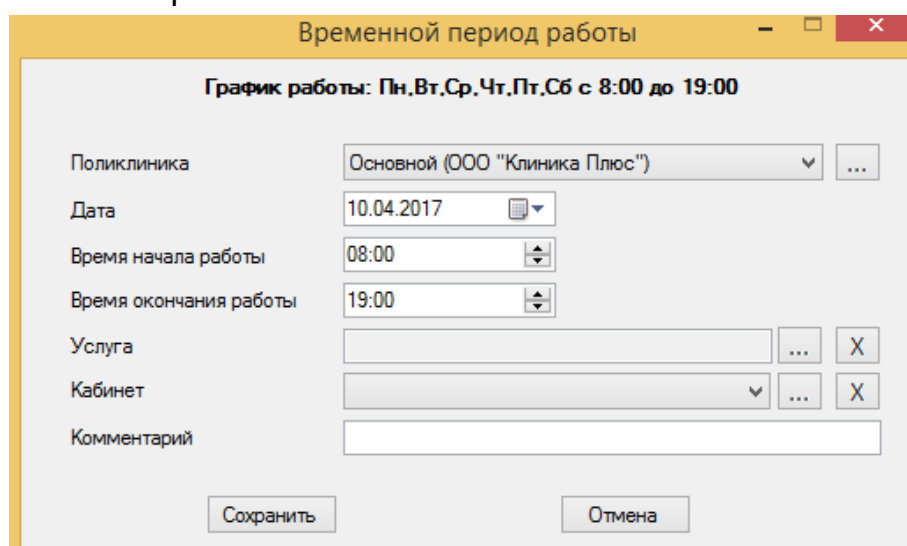 Временной период работы
График работы: Пн,Вт,Ср,Чт,Пт,Сб с 8:00 до 19:00
Поликлиника Основной (ООО "Клиника Плюс") ...
Дата 10.04.2017
Время начала работы 08:00
Время окончания работы 19:00
Услуга ... X
Кабинет ... X
Комментарий
Сохранить Отмена